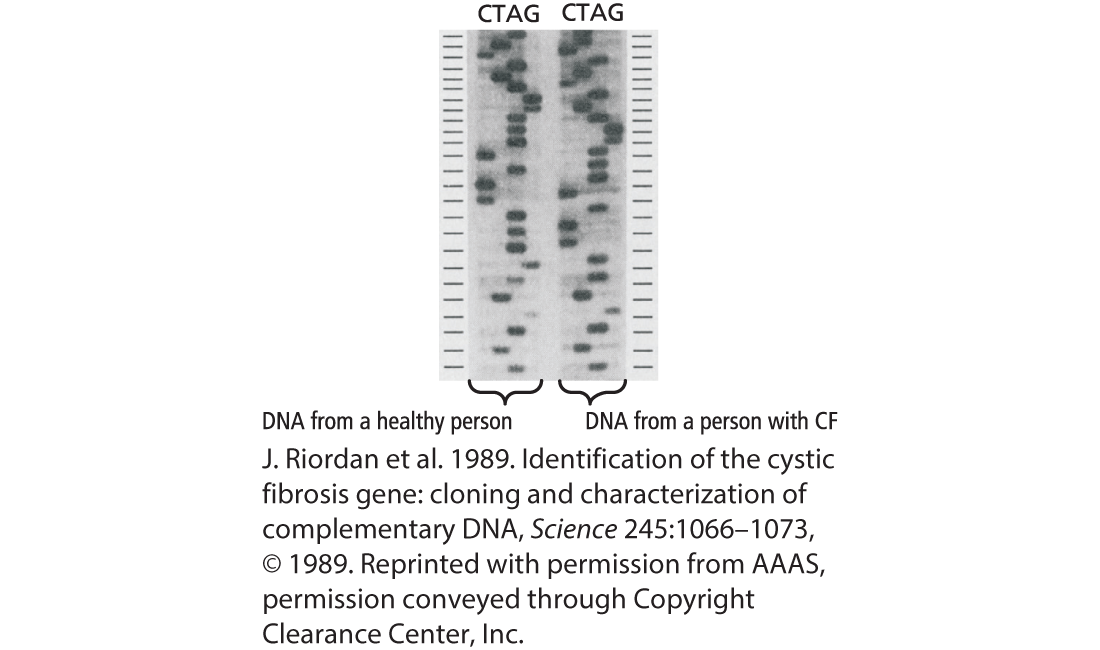 CTAG CTAG
DNA from a healthy person DNA from a person with CF
J. Riordan et al. 1989. Identification of the cystic
fibrosis gene: cloning and characterization of
complementary DNA, Science 245:1066–1073,
© 1989. Reprinted with permission from AAAS,
permission conveyed through Copyright
Clearance Center, Inc.